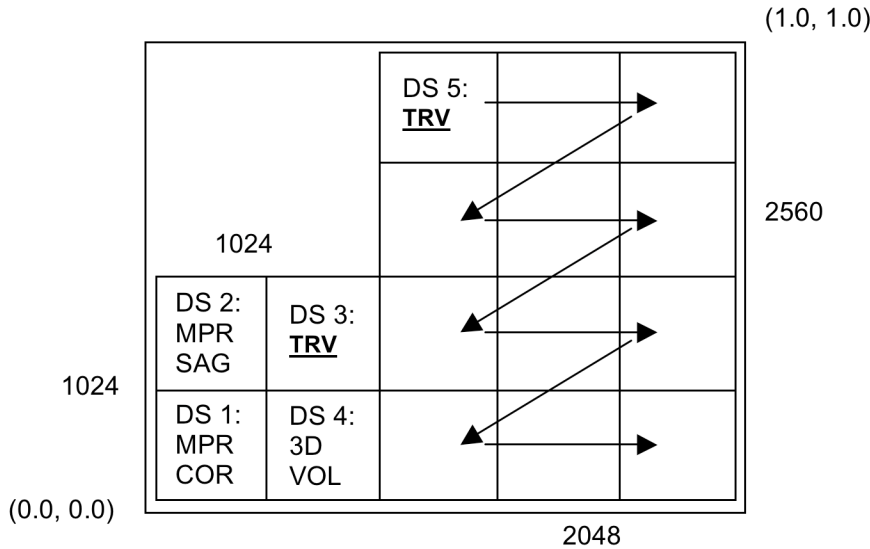 (1.0, 1.0)
DS 5:
TRV
2560
1024
DS 2:
MPR
SAG
DS 3:
TRV
1024
DS 1:
MPR
COR
DS 4:
3D
VOL
(0.0, 0.0)
2048